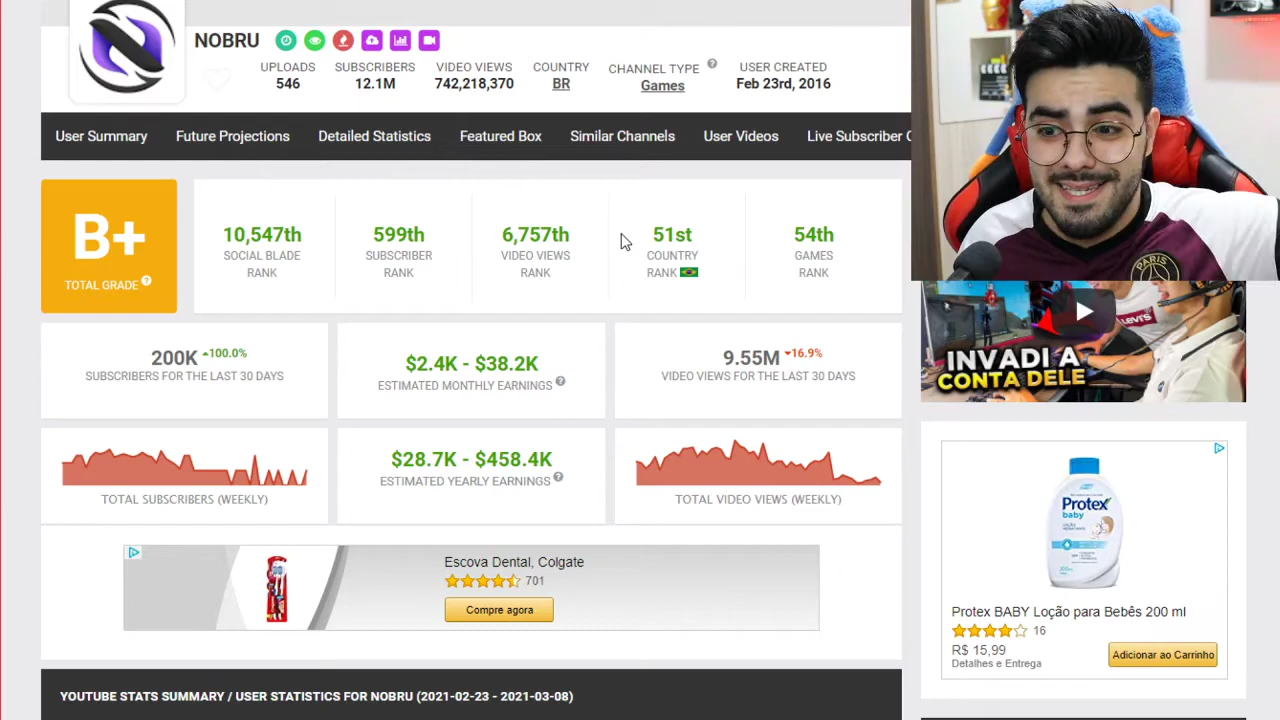 NOBRU
UPLOADS
546
SUBSCRIBERS
12.1M
VIDEO VIEWS
742,218,370
COUNTRY
BR
CHANNEL TYPE ?
Games
USER CREATED
Feb 23rd, 2016
User Summary
Future Projections
Detailed Statistics
Featured Box
Similar Channels
User Videos
Live Subscriber C
B+
TOTAL GRADE ?
10,547th
SOCIAL BLADE
RANK
599th
SUBSCRIBER
RANK
6,757th
VIDEO VIEWS
RANK
51st
COUNTRY
RANK
54th
GAMES
RANK
200K 100.0%
SUBSCRIBERS FOR THE LAST 30 DAYS
$2.4K - $38.2K
ESTIMATED MONTHLY EARNINGS ?
9.55M -16.9%
VIDEO VIEWS FOR THE LAST 30 DAYS
TOTAL SUBSCRIBERS (WEEKLY)
$28.7K - $458.4K
ESTIMATED YEARLY EARNINGS ?
TOTAL VIDEO VIEWS (WEEKLY)
PARIS
LEVI'S
INVADI A
CONTA DELE
Escova Dental, Colgate
701
Compre agora
Protex
baby
Protex BABY Loção para Bebês 200 ml
16
R$ 15,99
Detalhes e Entrega
Adicionar ao Carrinho
YOUTUBE STATS SUMMARY / USER STATISTICS FOR NOBRU (2021-02-23 - 2021-03-08)